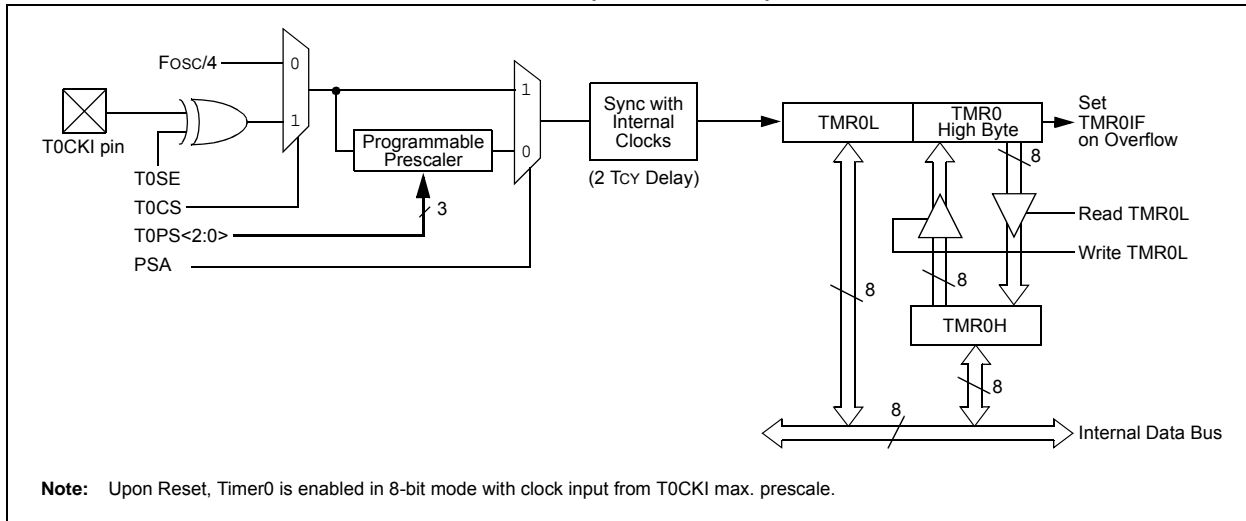 FOSC/4
0
1
T0CKI pin
T0SE
T0CS
T0PS<2:0>
PSA
Programmable
Prescaler
3
1
0
Sync with
Internal
Clocks
(2 TCY Delay)
TMR0L
TMR0
High Byte
Set
TMR0IF
on Overflow
8
Read TMR0L
Write TMR0L
8
8
TMR0H
8
8
Internal Data Bus
Note: Upon Reset, Timer0 is enabled in 8-bit mode with clock input from T0CKI max. prescale.